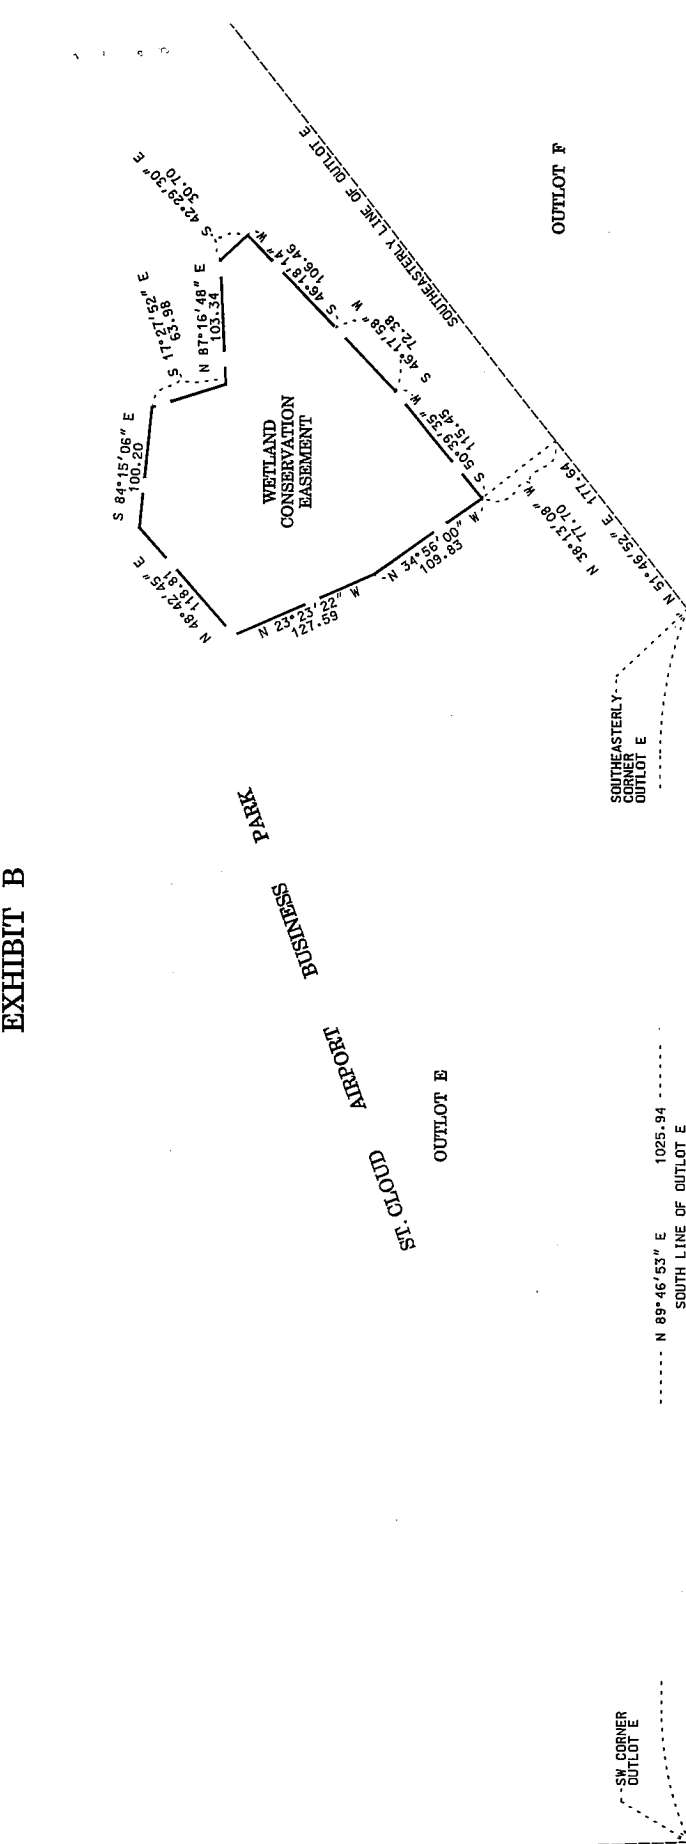 EXHIBIT B
S 42°29'30" E
30.70
S 17°27'52" E
63.98
N 87°16'48" E
103.34
S 84°15'06" E
100.20
N 48°42'45" E
118.81
N 23°23'22" W
127.59
N 34°56'00" W
109.83
S 50°39'35" W
115.45
S 46°17'58" W
72.38
S 46°18'14" W
106.46
WETLAND
CONSERVATION
EASEMENT
SOUTHEASTERLY LINE OF OUTLOT E
OUTLOT F
N 38°13'08" W
77.70
N 51°46'52" E 177.64
SOUTHEASTERLY
CORNER
OUTLOT E
ST. CLOUD AIRPORT BUSINESS PARK
OUTLOT E
N 89°46'53" E 1025.94
SOUTH LINE OF OUTLOT E
SW CORNER
OUTLOT E